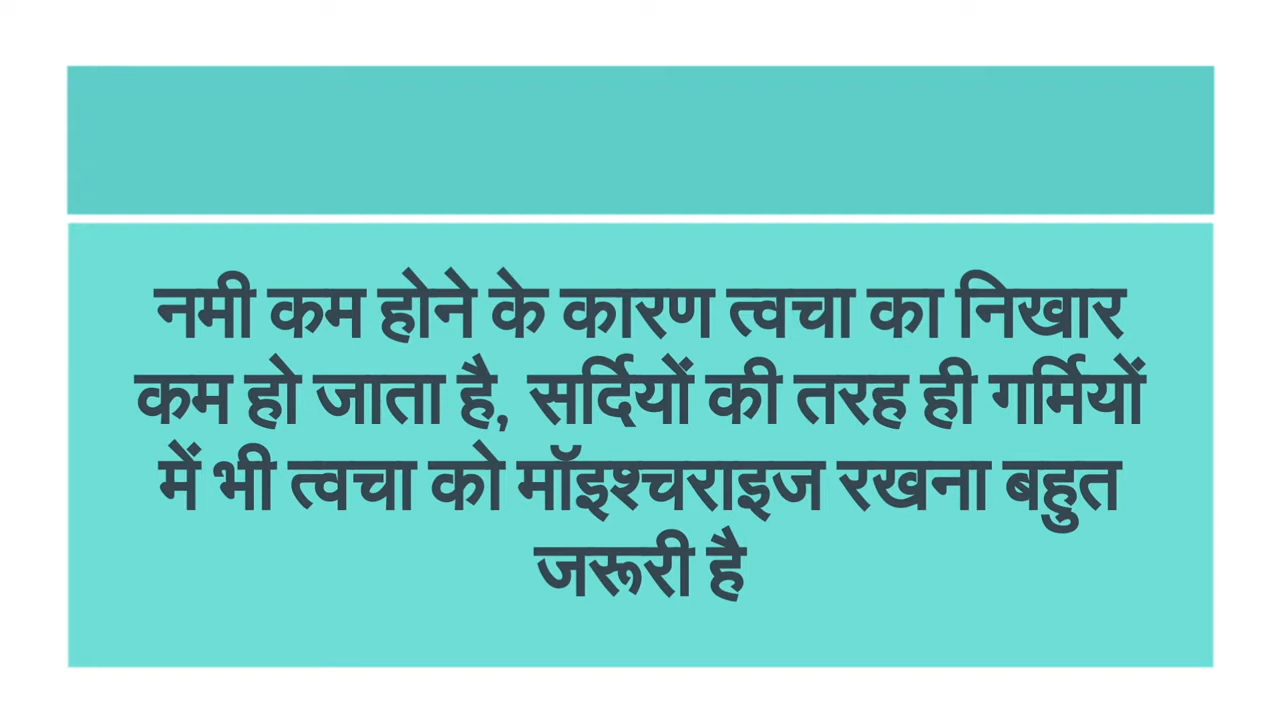 नमी कम होने के कारण त्वचा का निखार
कम हो जाता है, सर्दियों की तरह ही गर्मियों
में भी त्वचा को मॉइश्चराइज रखना बहुत
जरूरी है